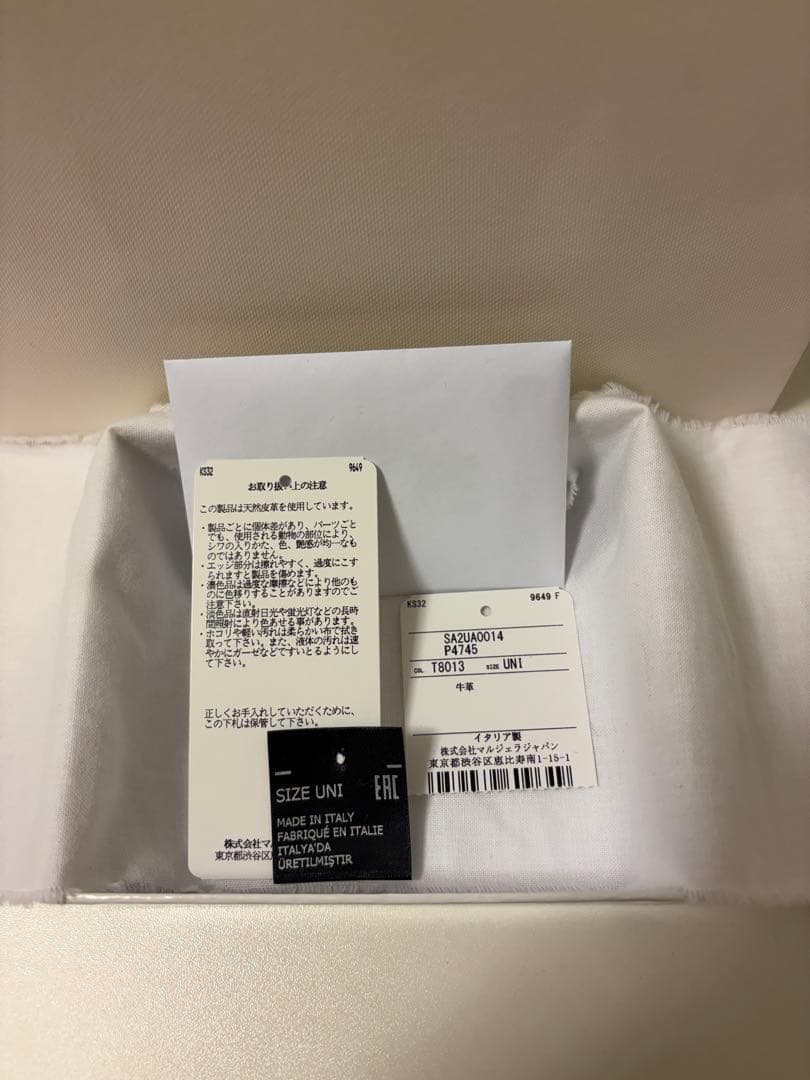 KS32 9649
お取り扱い上の注意
この製品は天然皮革を使用しています。
・製品ごとに個体差があり、パーツごと
でも、使用される動物の部位により、
シワの入りかた、色、艶感が均一なも
のではありません。
・エッジ部分は擦れやすく、過度にこす
られますと製品を傷めます。
・濃色品は過度な摩擦などにより他のも
のに色移りすることがありますのでご
注意下さい。
・淡色品は直射日光や蛍光灯などの長時
間照射により色あせる事があります。
・ホコリや軽い汚れは柔らかい布で拭き
取って下さい。また、液体の汚れは速
やかにガーゼなどですいとるようにし
て下さい。
正しくお手入れしていただくために、
この下札は保管して下さい。
株式会社マル
東京都渋谷区
SIZE UNI EAC
MADE IN ITALY
FABRIQUÉ EN ITALIE
ITALYA'DA
ÜRETILMIŞTIR
KS32 9649 F
SA2UA0014
P4745
COL T8013 SIZE UNI
牛革
イタリア製
株式会社マルジェラジャパン
東京都渋谷区恵比寿南1-15-1